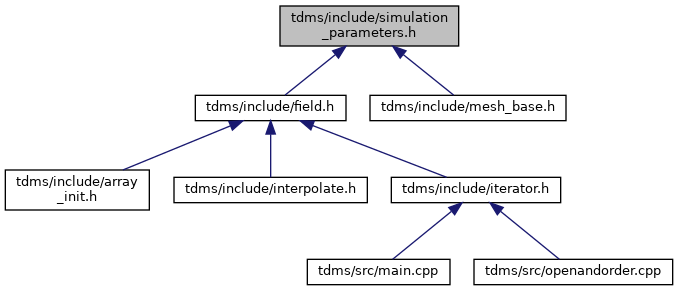 tdms/include/simulation
_parameters.h
tdms/include/field.h
tdms/include/mesh_base.h
tdms/include/array
_init.h
tdms/include/interpolate.h
tdms/include/iterator.h
tdms/src/main.cpp
tdms/src/openandorder.cpp